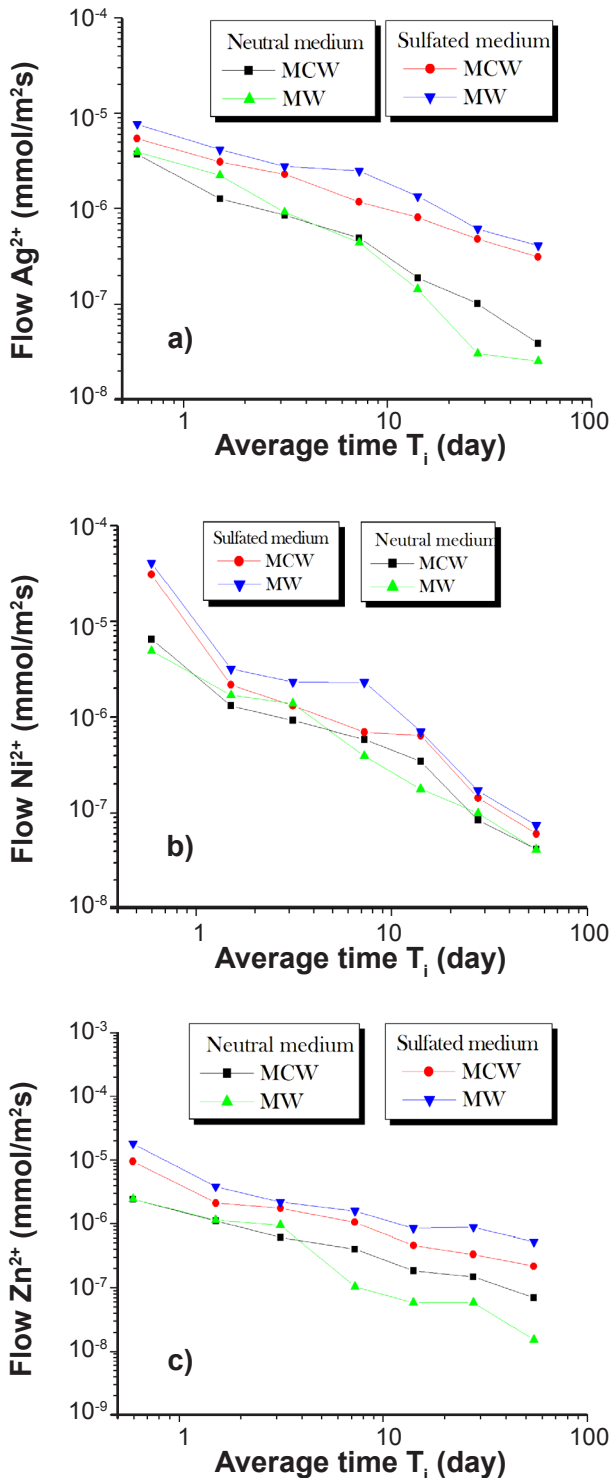 10⁻⁴
10⁻⁵
10⁻⁶
10⁻⁷
10⁻⁸
Flow Ag²⁺ (mmol/m²s)
Neutral medium
MCW
MW
Sulfated medium
MCW
MW
a)
1 10 100
Average time Tᵢ (day)
10⁻⁴
10⁻⁵
10⁻⁶
10⁻⁷
10⁻⁸
Flow Ni²⁺ (mmol/m²s)
Sulfated medium
MCW
MW
Neutral medium
MCW
MW
b)
1 10 100
Average time Tᵢ (day)
10⁻³
10⁻⁴
10⁻⁵
10⁻⁶
10⁻⁷
10⁻⁸
10⁻⁹
Flow Zn²⁺ (mmol/m²s)
Neutral medium
MCW
MW
Sulfated medium
MCW
MW
c)
1 10 100
Average time Tᵢ (day)